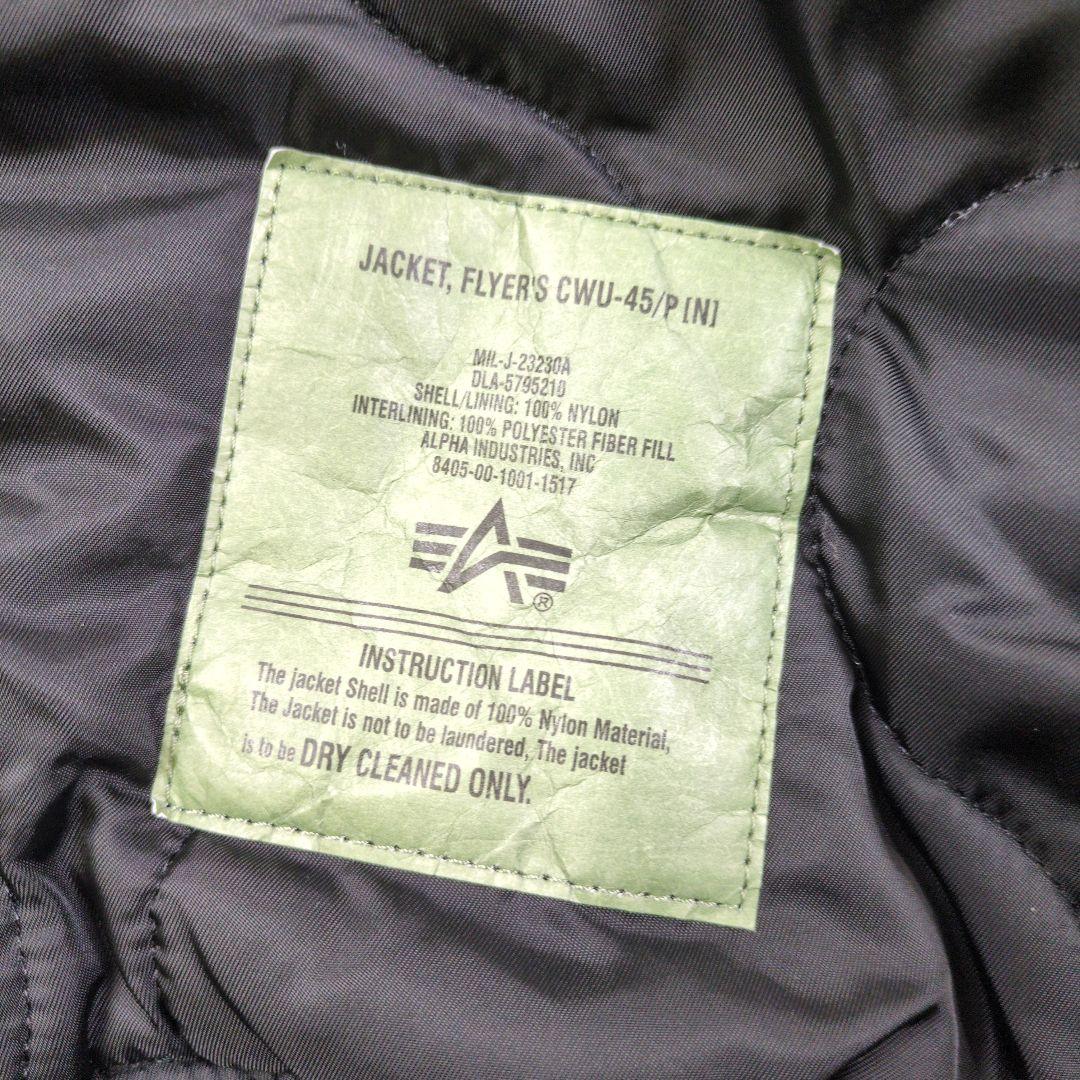 JACKET, FLYER'S CWU-45/P [N]
MIL-J-23230A
DLA-5795210
SHELL/LINING: 100% NYLON
INTERLINING: 100% POLYESTER FIBER FILL
ALPHA INDUSTRIES, INC
8405-00-1001-1517
®
INSTRUCTION LABEL
The jacket Shell is made of 100% Nylon Material,
The Jacket is not to be laundered, The jacket
is to be DRY CLEANED ONLY.